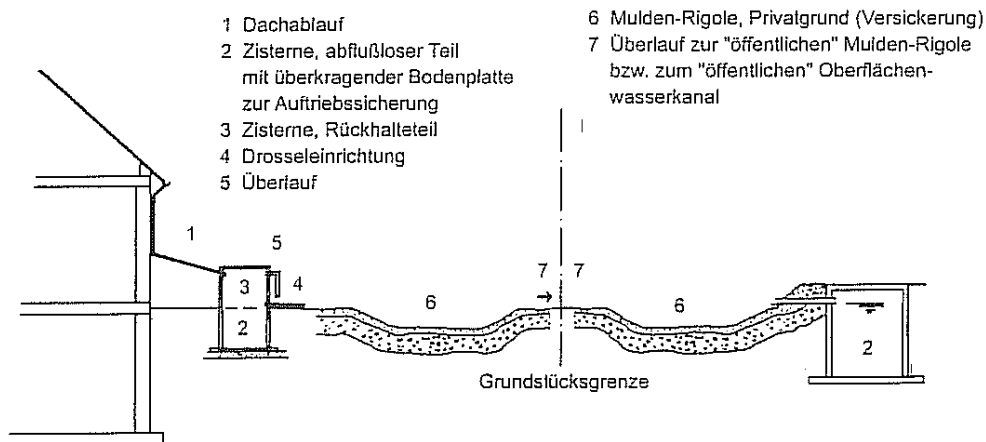 1 Dachablauf
2 Zisterne, abflußloser Teil
mit überkragender Bodenplatte
zur Auftriebssicherung
3 Zisterne, Rückhalteteil
4 Drosseleinrichtung
5 Überlauf
6 Mulden-Rigole, Privatgrund (Versickerung)
7 Überlauf zur "öffentlichen" Mulden-Rigole
bzw. zum "öffentlichen" Oberflächen-
wasserkanal
1
5
3
4
2
6
7
7
6
2
Grundstücksgrenze